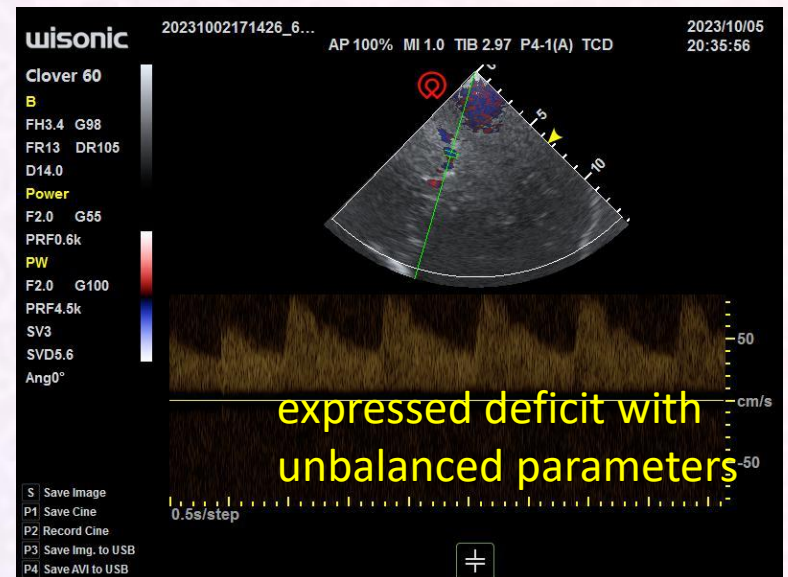 wisonic
20231002171426_6...
AP 100% MI 1.0 TIB 2.97 P4-1(A) TCD
2023/10/05
20:35:56
Clover 60
B
FH3.4 G98
FR13 DR105
D14.0
Power
F2.0 G55
PRF0.6k
PW
F2.0 G100
PRF4.5k
SV3
SVD5.6
Ang0°
0
5
10
50
cm/s
-50
expressed deficit with
unbalanced parameters
0.5s/step
S Save Image
P1 Save Cine
P2 Record Cine
P3 Save Img. to USB
P4 Save AVI to USB